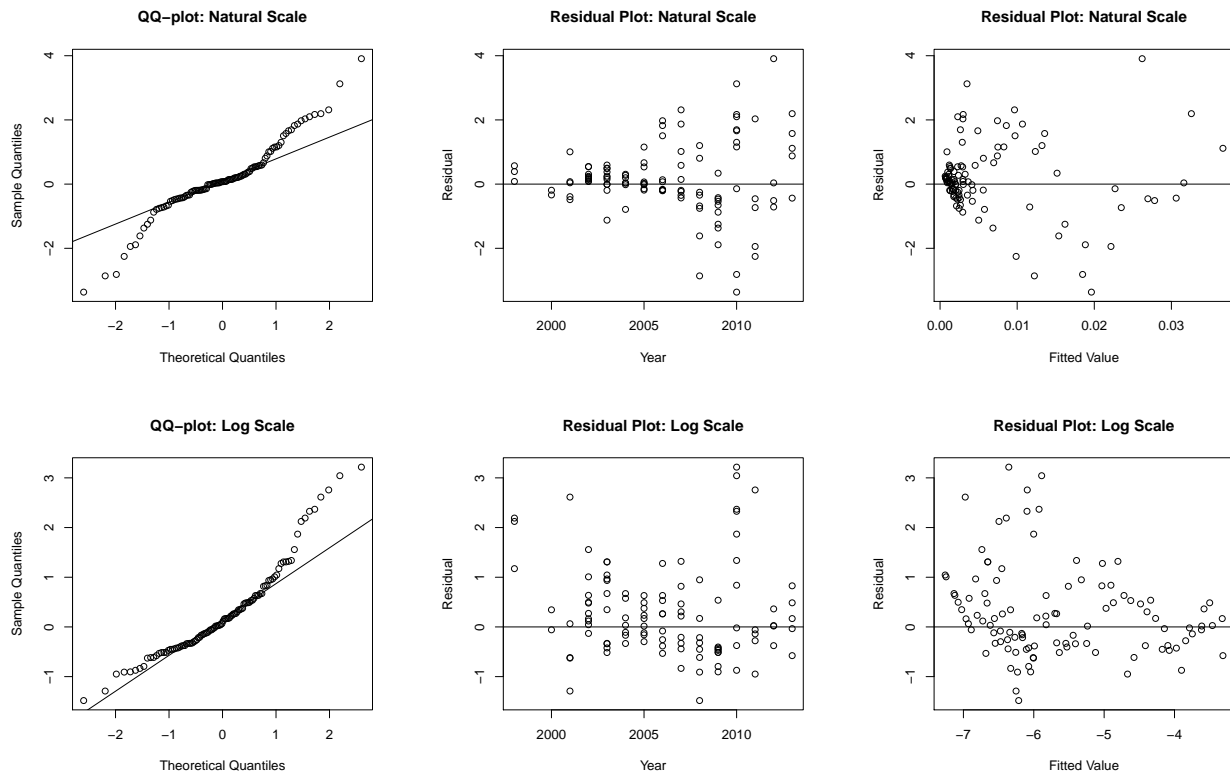 QQ−plot: Natural Scale
Sample Quantiles
4
2
0
−2
−2 −1 0 1 2
Theoretical Quantiles
Residual Plot: Natural Scale
Residual
4
2
0
−2
2000 2005 2010
Year
Residual Plot: Natural Scale
Residual
4
2
0
−2
0.00 0.01 0.02 0.03
Fitted Value
QQ−plot: Log Scale
Sample Quantiles
3
2
1
0
−1
−2 −1 0 1 2
Theoretical Quantiles
Residual Plot: Log Scale
Residual
3
2
1
0
−1
2000 2005 2010
Year
Residual Plot: Log Scale
Residual
3
2
1
0
−1
−7 −6 −5 −4
Fitted Value